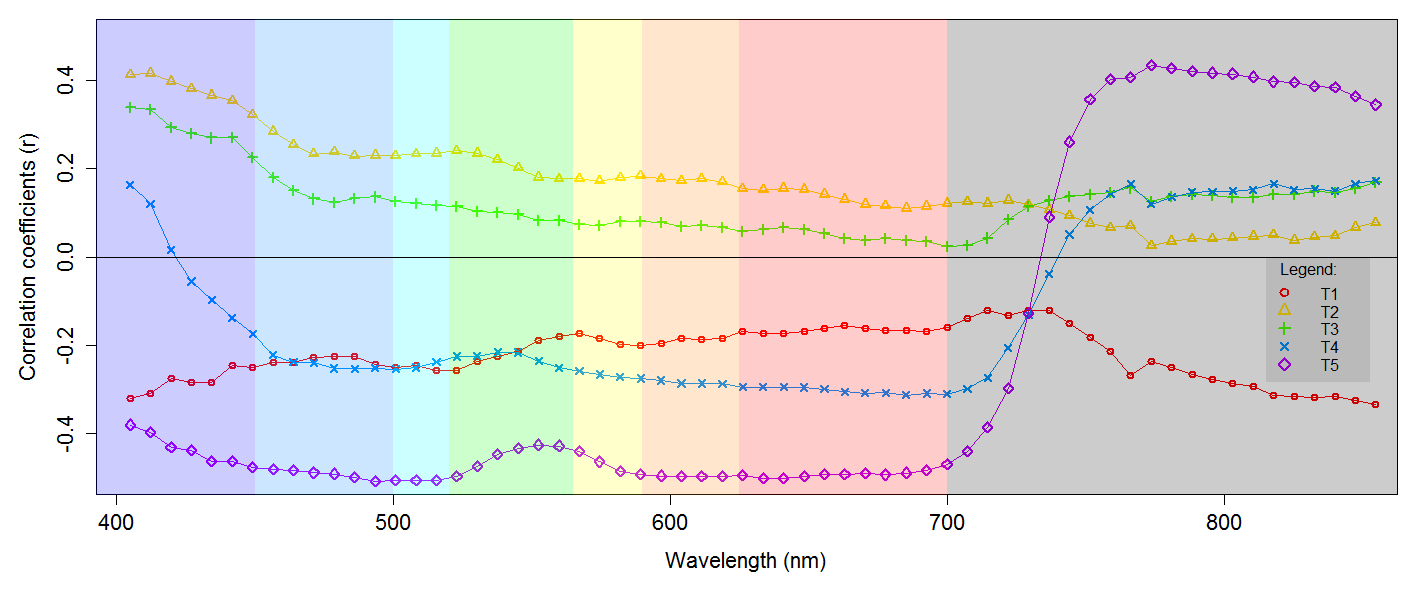 Correlation coefficients (r)
0.4
0.2
0.0
-0.2
-0.4
Legend:
T1
T2
T3
T4
T5
400 500 600 700 800
Wavelength (nm)